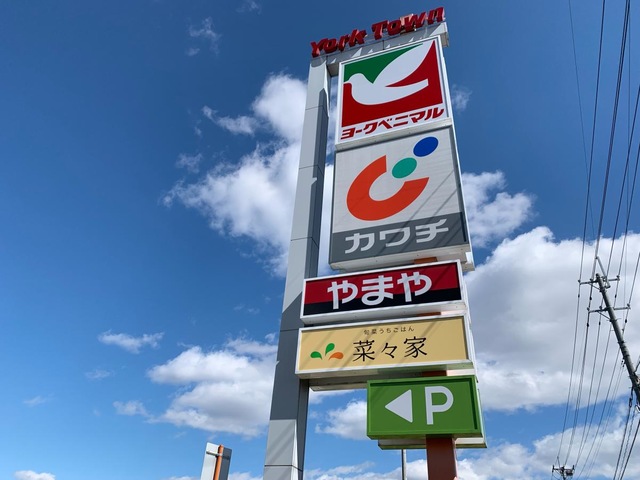 York Town
ヨークベニマル
カワチ
やまや
旬菜うちごはん
菜々家
P